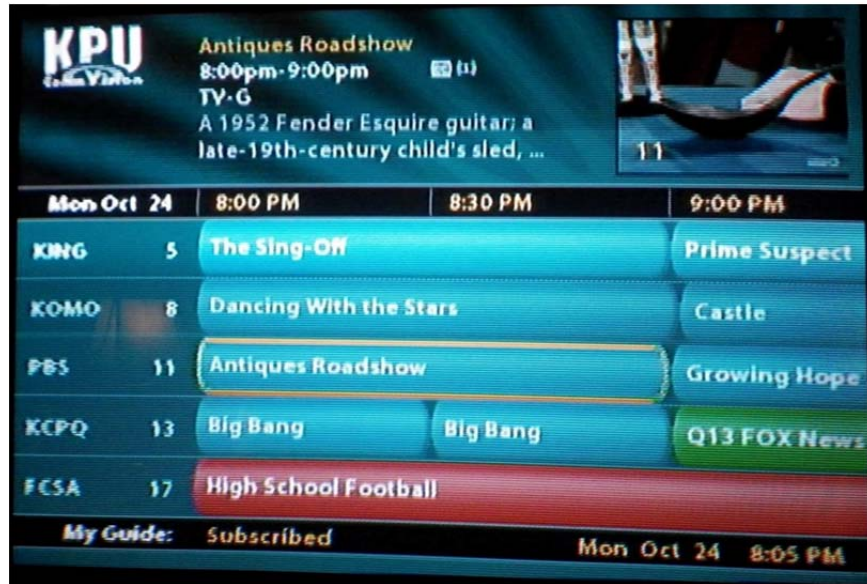 KPU
CommVision
Antiques Roadshow
8:00pm-9:00pm (1)
TV-G
A 1952 Fender Esquire guitar; a
late-19th-century child's sled, ...
11
Mon Oct 24 8:00 PM 8:30 PM 9:00 PM
KING 5 The Sing-Off Prime Suspect
KOMO 8 Dancing With the Stars Castle
PBS 11 Antiques Roadshow Growing Hope
KCPQ 13 Big Bang Big Bang Q13 FOX News
FCSA 17 High School Football
My Guide: Subscribed Mon Oct 24 8:05 PM